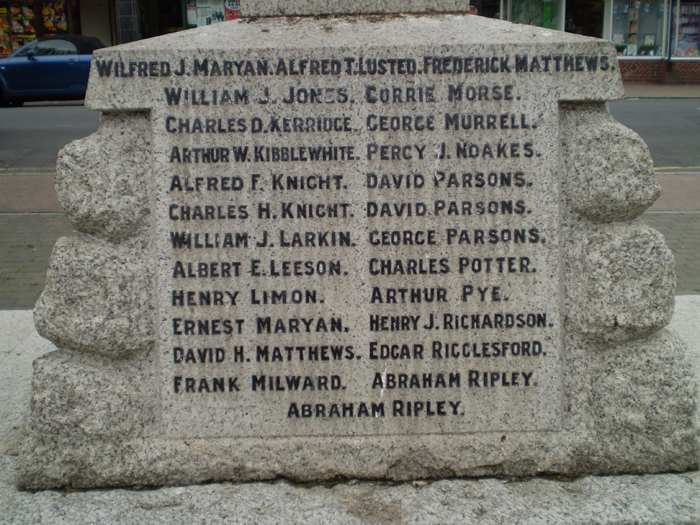 WILFRED J. MARYAN. ALFRED T. LUSTED. FREDERICK MATTHEWS.
WILLIAM J. JONES. CORRIE MORSE.
CHARLES D. KERRIDGE. GEORGE MURRELL.
ARTHUR W. KIBBLEWHITE. PERCY J. NOAKES.
ALFRED F. KNIGHT. DAVID PARSONS.
CHARLES H. KNIGHT. DAVID PARSONS.
WILLIAM J. LARKIN. GEORGE PARSONS.
ALBERT E. LEESON. CHARLES POTTER.
HENRY LIMON. ARTHUR PYE.
ERNEST MARYAN. HENRY J. RICHARDSON.
DAVID H. MATTHEWS. EDGAR RIGGLESFORD.
FRANK MILWARD. ABRAHAM RIPLEY.
ABRAHAM RIPLEY.